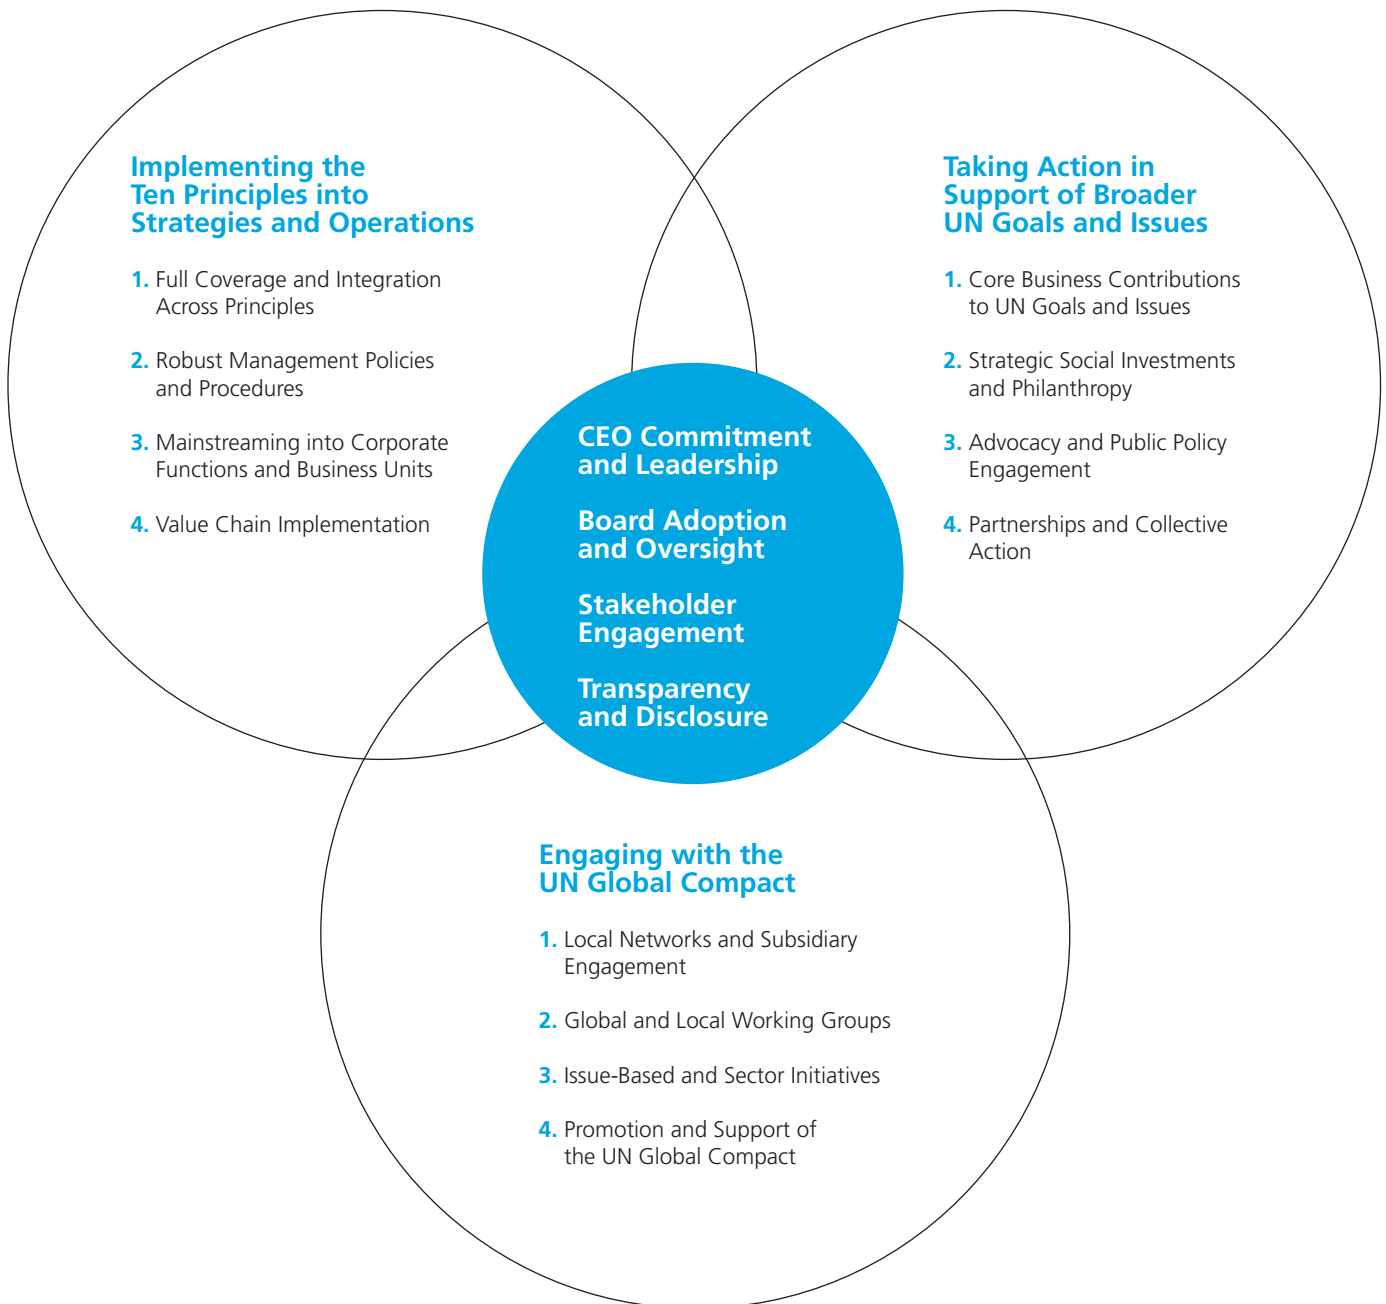 Implementing the
Ten Principles into
Strategies and Operations
1. Full Coverage and Integration
Across Principles
2. Robust Management Policies
and Procedures
3. Mainstreaming into Corporate
Functions and Business Units
4. Value Chain Implementation
Taking Action in
Support of Broader
UN Goals and Issues
1. Core Business Contributions
to UN Goals and Issues
2. Strategic Social Investments
and Philanthropy
3. Advocacy and Public Policy
Engagement
4. Partnerships and Collective
Action
CEO Commitment
and Leadership
Board Adoption
and Oversight
Stakeholder
Engagement
Transparency
and Disclosure
Engaging with the
UN Global Compact
1. Local Networks and Subsidiary
Engagement
2. Global and Local Working Groups
3. Issue-Based and Sector Initiatives
4. Promotion and Support of
the UN Global Compact